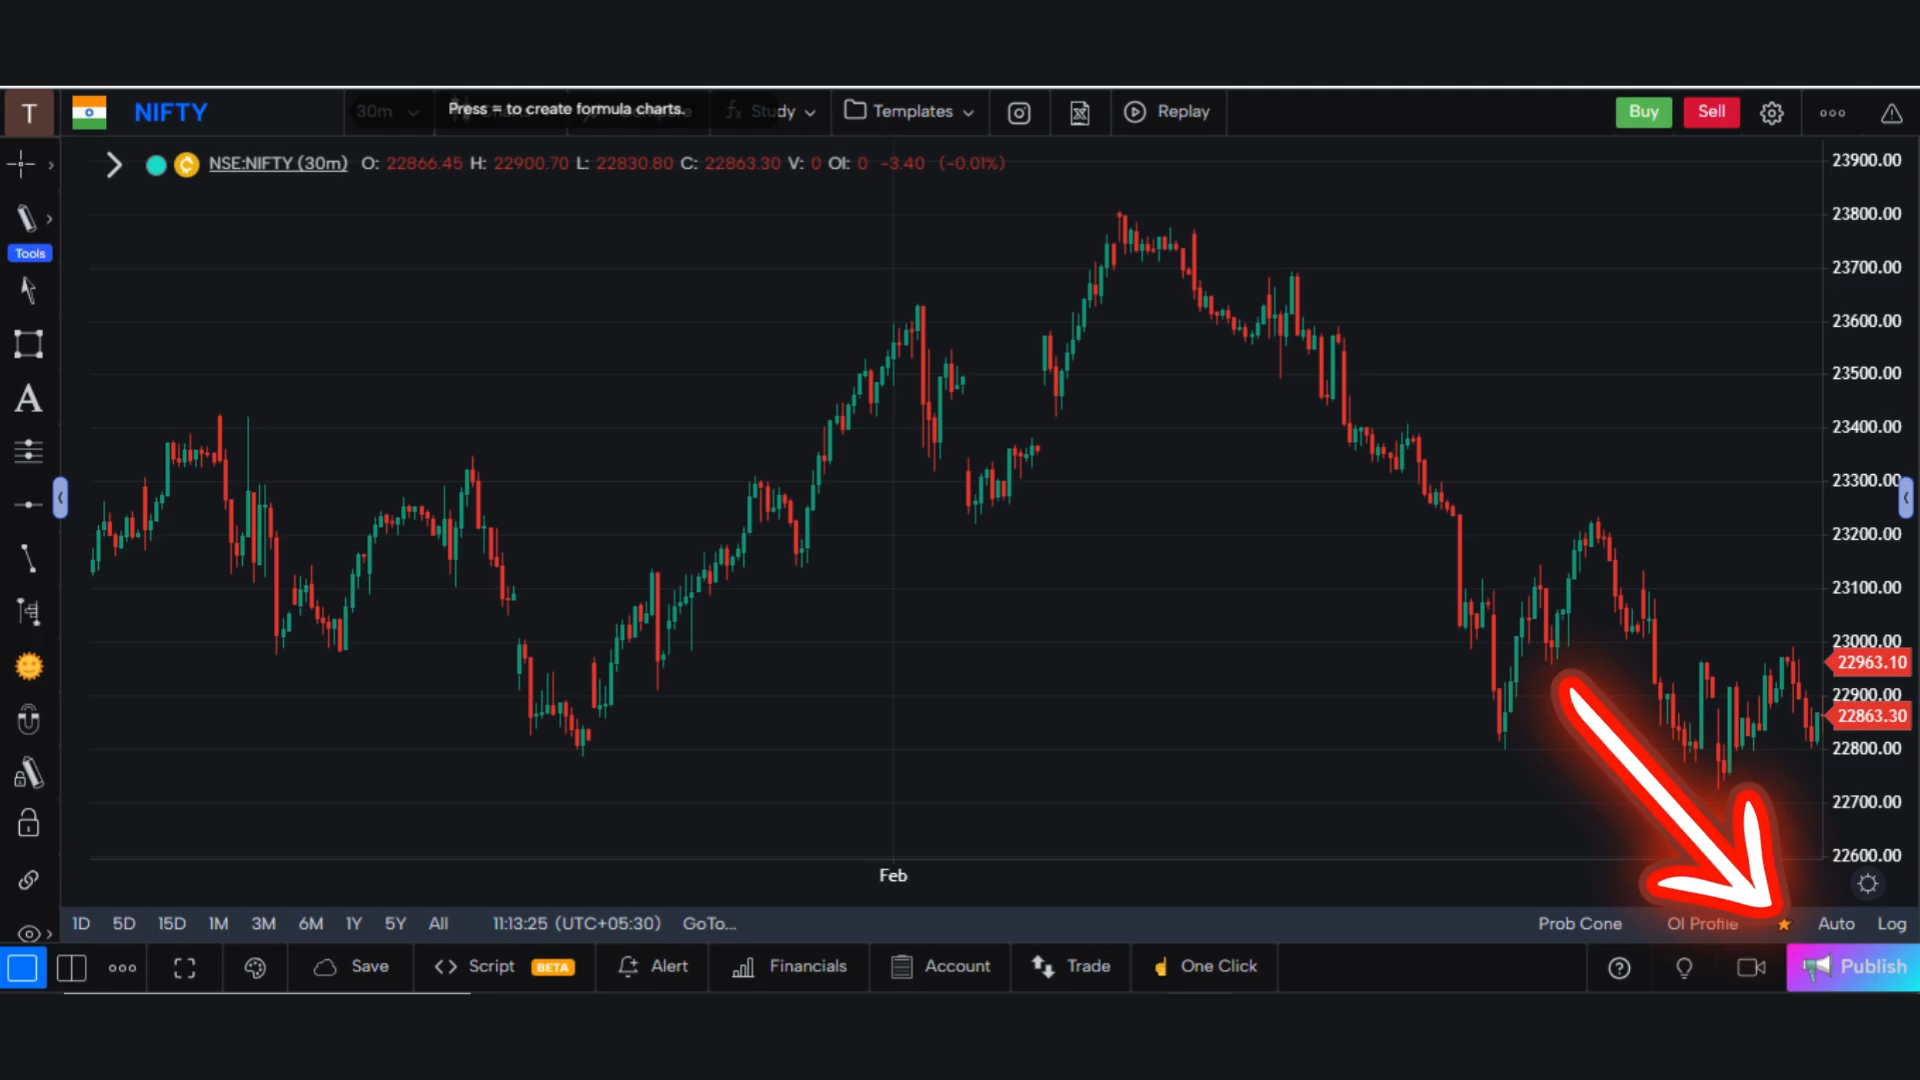 T
NIFTY
30m
Press = to create formula charts.
Study
Templates
Replay
Buy
Sell
NSE:NIFTY (30m) O: 22866.45 H: 22900.70 L: 22830.80 C: 22863.30 V: 0 OI: 0 -3.40 (-0.01%)
Tools
A
23900.00
23800.00
23700.00
23600.00
23500.00
23400.00
23300.00
23200.00
23100.00
23000.00
22963.10
22900.00
22863.30
22800.00
22700.00
22600.00
Feb
1D 5D 15D 1M 3M 6M 1Y 5Y All 11:13:25 (UTC+05:30) GoTo... Prob Cone OI Profile Auto Log
Save Script BETA Alert Financials Account Trade One Click Publish